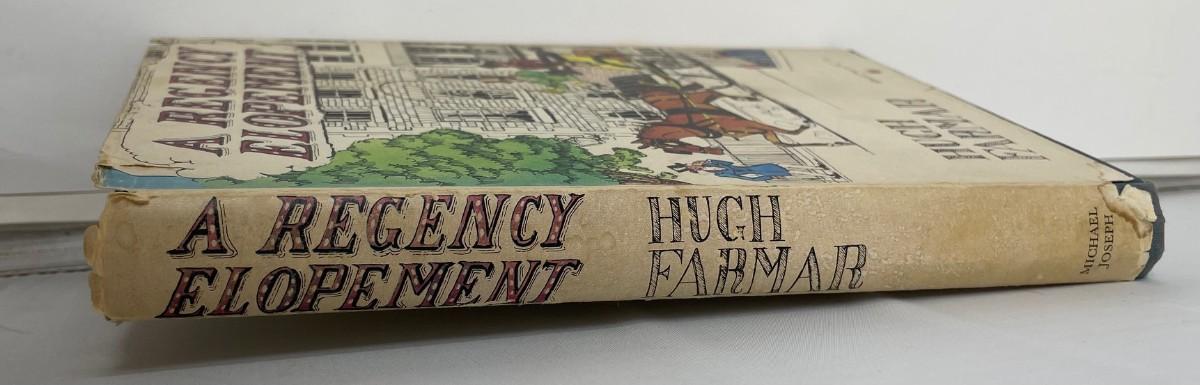 A REGENCY
ELOPEMENT
HUGH
FARMAR
A REGENCY
ELOPEMENT
HUGH
FARMAR
MICHAEL
JOSEPH